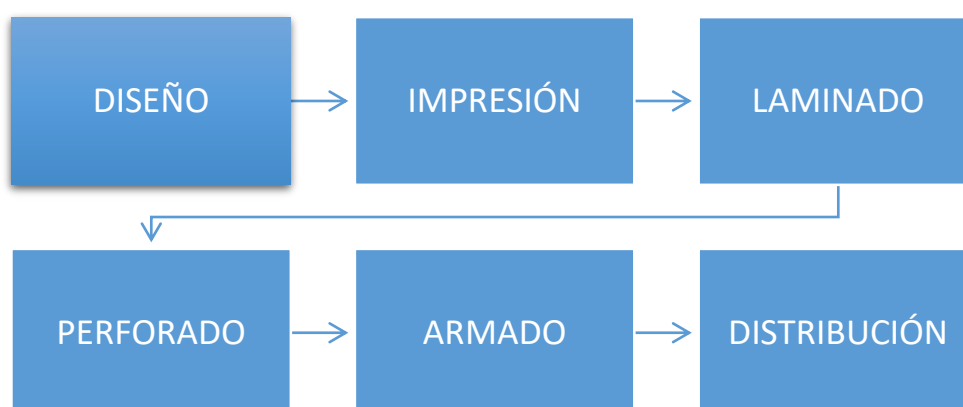 DISEÑO
IMPRESIÓN
LAMINADO
PERFORADO
ARMADO
DISTRIBUCIÓN